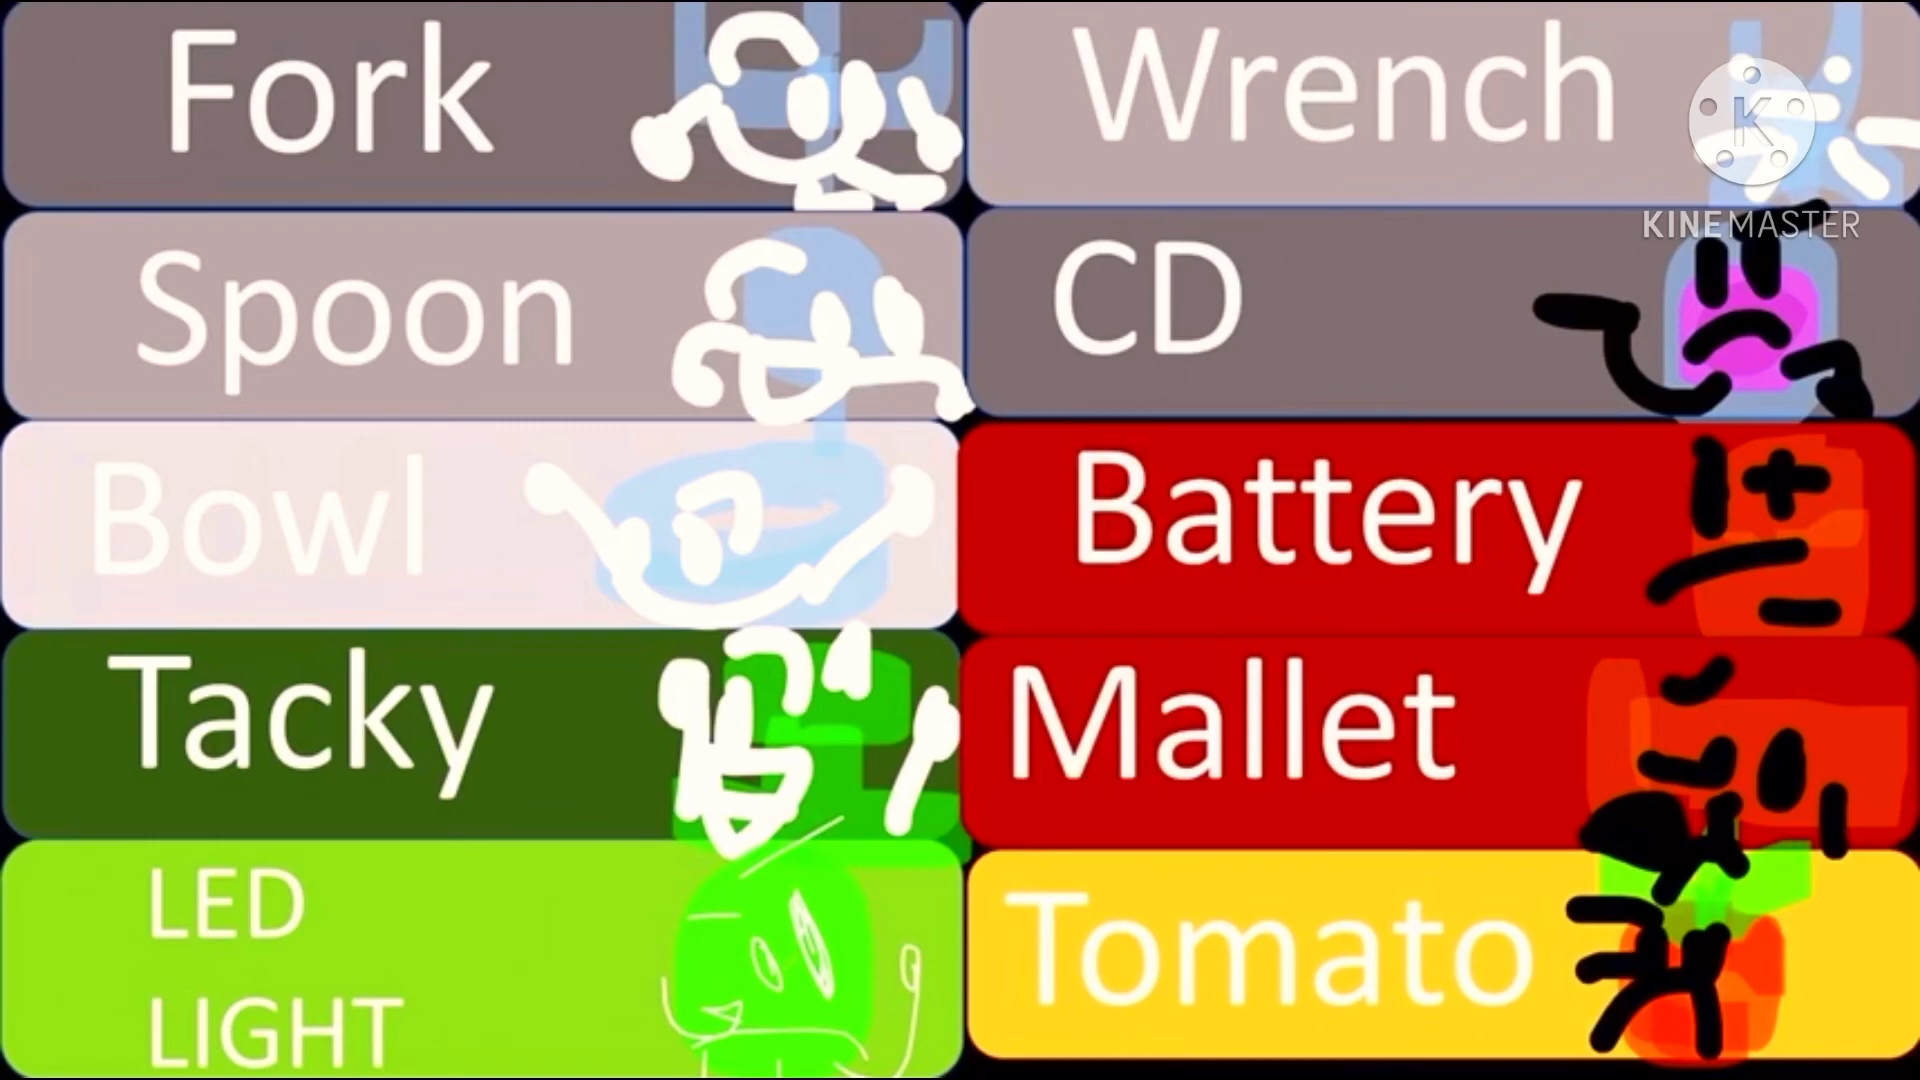 Fork
Spoon
Bowl
Tacky
LED
LIGHT
Wrench
K
KINEMASTER
CD
Battery
Mallet
Tomato